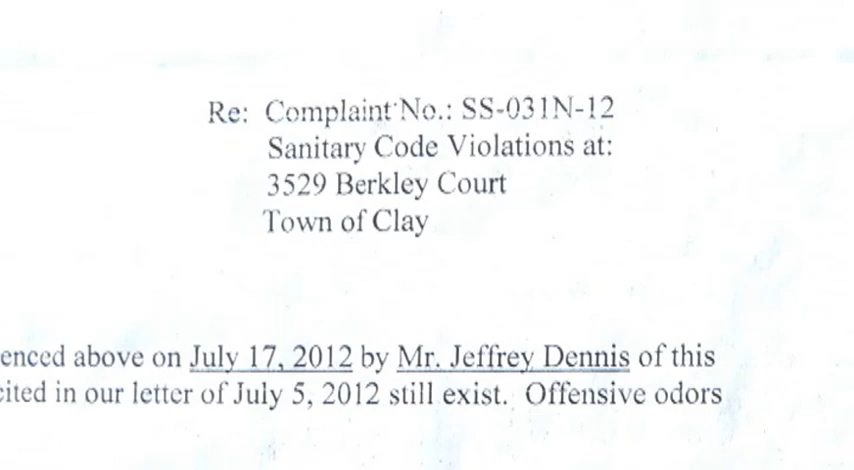 Re: Complaint No.: SS-031N-12
Sanitary Code Violations at:
3529 Berkley Court
Town of Clay
enced above on July 17, 2012 by Mr. Jeffrey Dennis of this
cited in our letter of July 5, 2012 still exist. Offensive odors